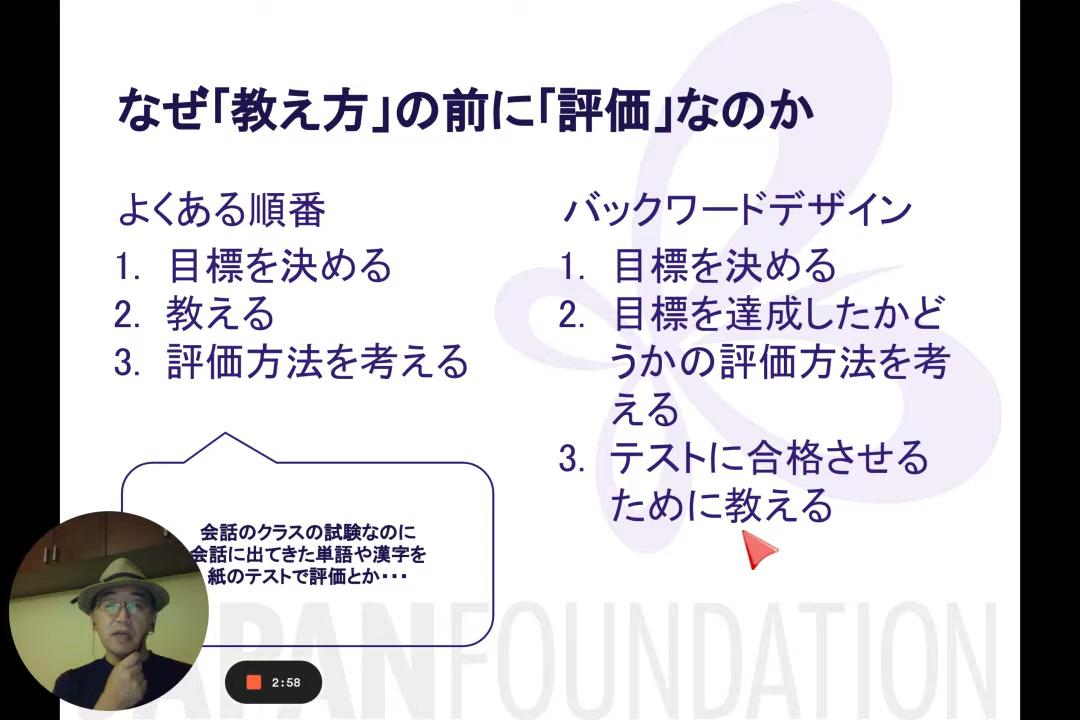 なぜ「教え方」の前に「評価」なのか
よくある順番
1. 目標を決める
2. 教える
3. 評価方法を考える
会話のクラスの試験なのに
会話に出てきた単語や漢字を
紙のテストで評価とか・・・
バックワードデザイン
1. 目標を決める
2. 目標を達成したかど
うかの評価方法を考
える
3. テストに合格させる
ために教える
2:58
JAPANFOUNDATION